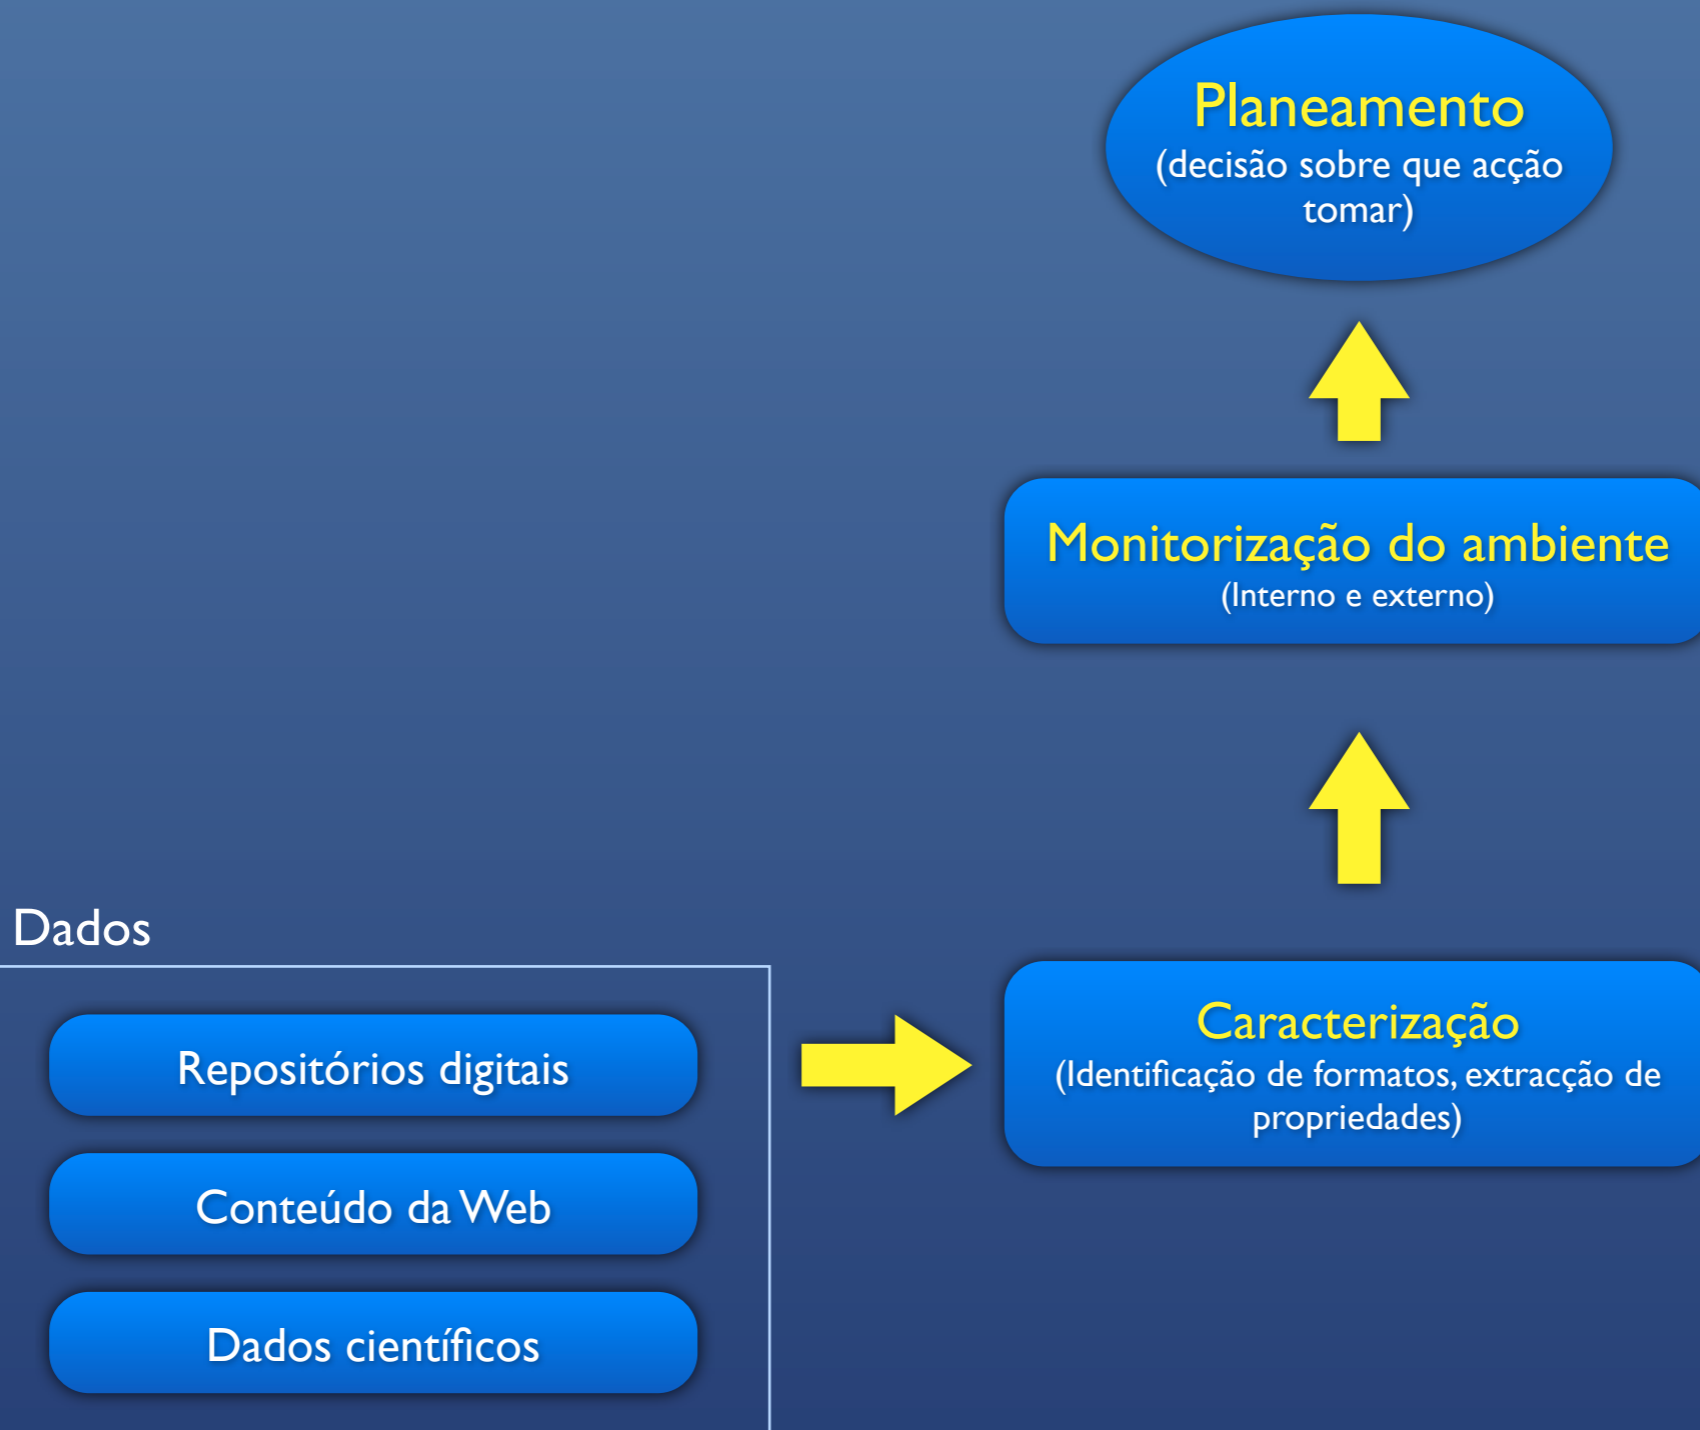 Planeamento
(decisão sobre que acção
tomar)
Monitorização do ambiente
(Interno e externo)
Dados
Repositórios digitais
Conteúdo da Web
Dados científicos
Caracterização
(Identificação de formatos, extracção de
propriedades)